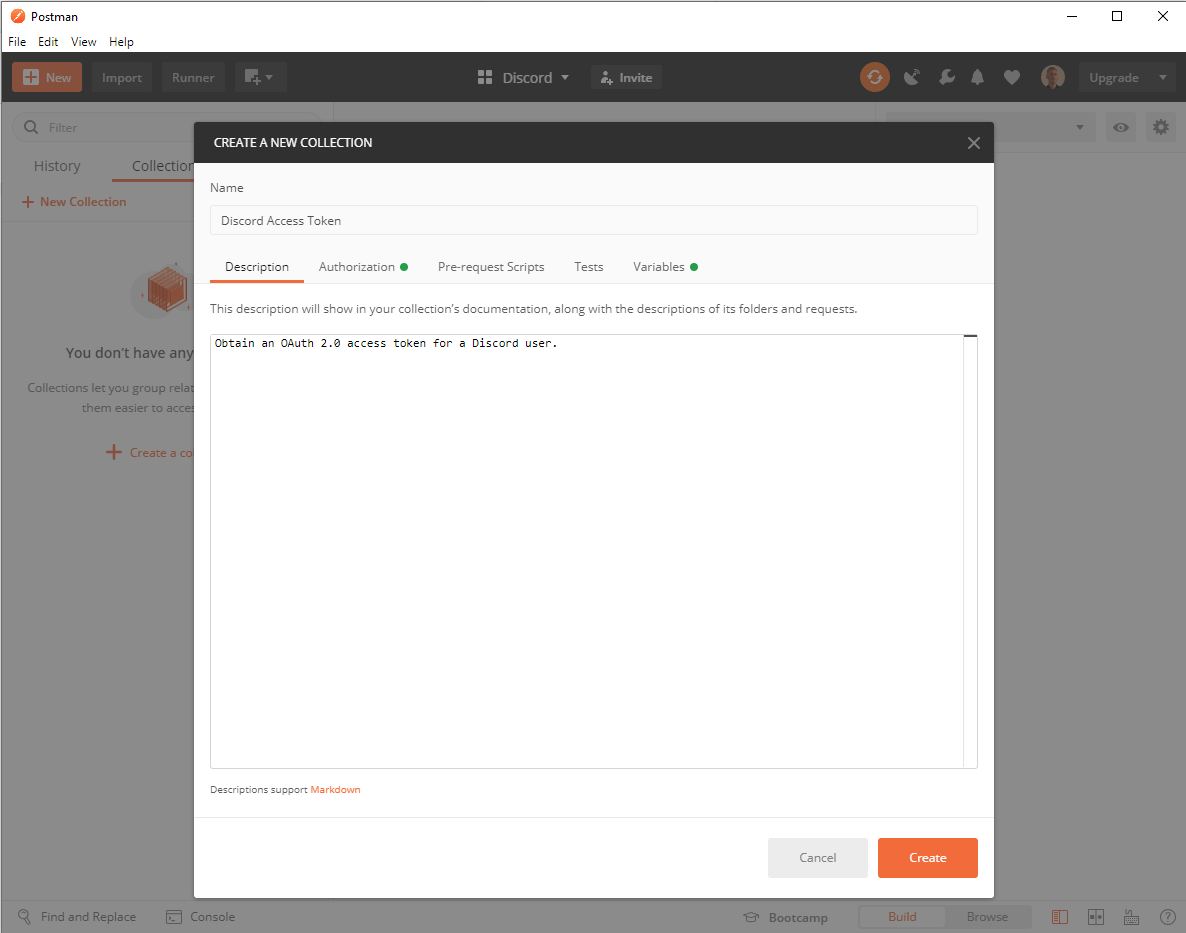 Postman
File Edit View Help
New Import Runner Discord Invite Upgrade
Filter
History Collection
New Collection
You don't have any
Collections let you group relat
them easier to acces
Create a co
CREATE A NEW COLLECTION
Name
Discord Access Token
Description Authorization Pre-request Scripts Tests Variables
This description will show in your collection's documentation, along with the descriptions of its folders and requests.
Obtain an OAuth 2.0 access token for a Discord user.
Descriptions support Markdown
Cancel Create
Find and Replace Console Bootcamp Build Browse